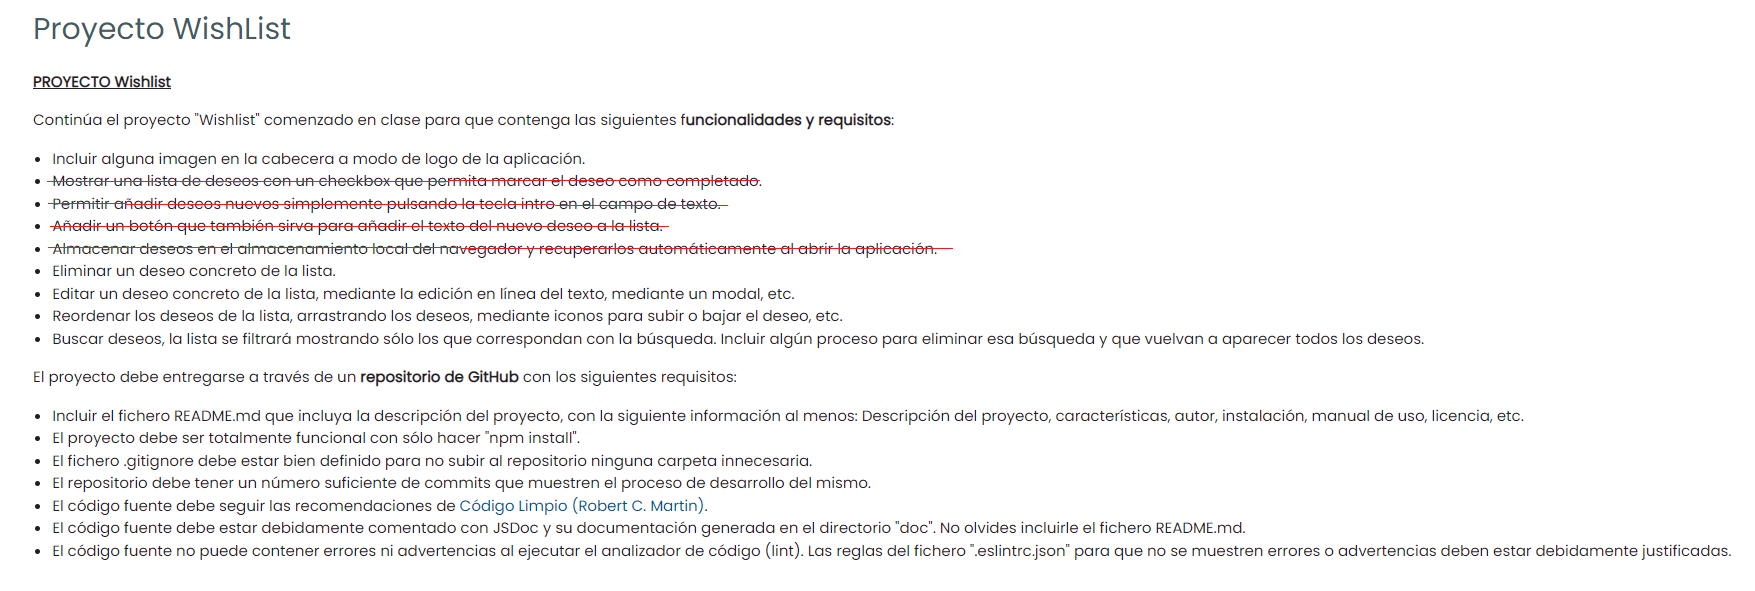 Proyecto WishList
PROYECTO Wishlist
Continúa el proyecto "Wishlist" comenzado en clase para que contenga las siguientes funcionalidades y requisitos:
• Incluir alguna imagen en la cabecera a modo de logo de la aplicación.
• Mostrar una lista de deseos con un checkbox que permita marcar el deseo como completado.
• Permitir añadir deseos nuevos simplemente pulsando la tecla intro en el campo de texto.
• Añadir un botón que también sirva para añadir el texto del nuevo deseo a la lista.
• Almacenar deseos en el almacenamiento local del navegador y recuperarlos automáticamente al abrir la aplicación.
• Eliminar un deseo concreto de la lista.
• Editar un deseo concreto de la lista, mediante la edición en línea del texto, mediante un modal, etc.
• Reordenar los deseos de la lista, arrastrando los deseos, mediante iconos para subir o bajar el deseo, etc.
• Buscar deseos, la lista se filtrará mostrando sólo los que correspondan con la búsqueda. Incluir algún proceso para eliminar esa búsqueda y que vuelvan a aparecer todos los deseos.
El proyecto debe entregarse a través de un repositorio de GitHub con los siguientes requisitos:
• Incluir el fichero README.md que incluya la descripción del proyecto, con la siguiente información al menos: Descripción del proyecto, características, autor, instalación, manual de uso, licencia, etc.
• El proyecto debe ser totalmente funcional con sólo hacer "npm install".
• El fichero .gitignore debe estar bien definido para no subir al repositorio ninguna carpeta innecesaria.
• El repositorio debe tener un número suficiente de commits que muestren el proceso de desarrollo del mismo.
• El código fuente debe seguir las recomendaciones de Código Limpio (Robert C. Martin).
• El código fuente debe estar debidamente comentado con JSDoc y su documentación generada en el directorio "doc". No olvides incluirle el fichero README.md.
• El código fuente no puede contener errores ni advertencias al ejecutar el analizador de código (lint). Las reglas del fichero ".eslintrc.json" para que no se muestren errores o advertencias deben estar debidamente justificadas.